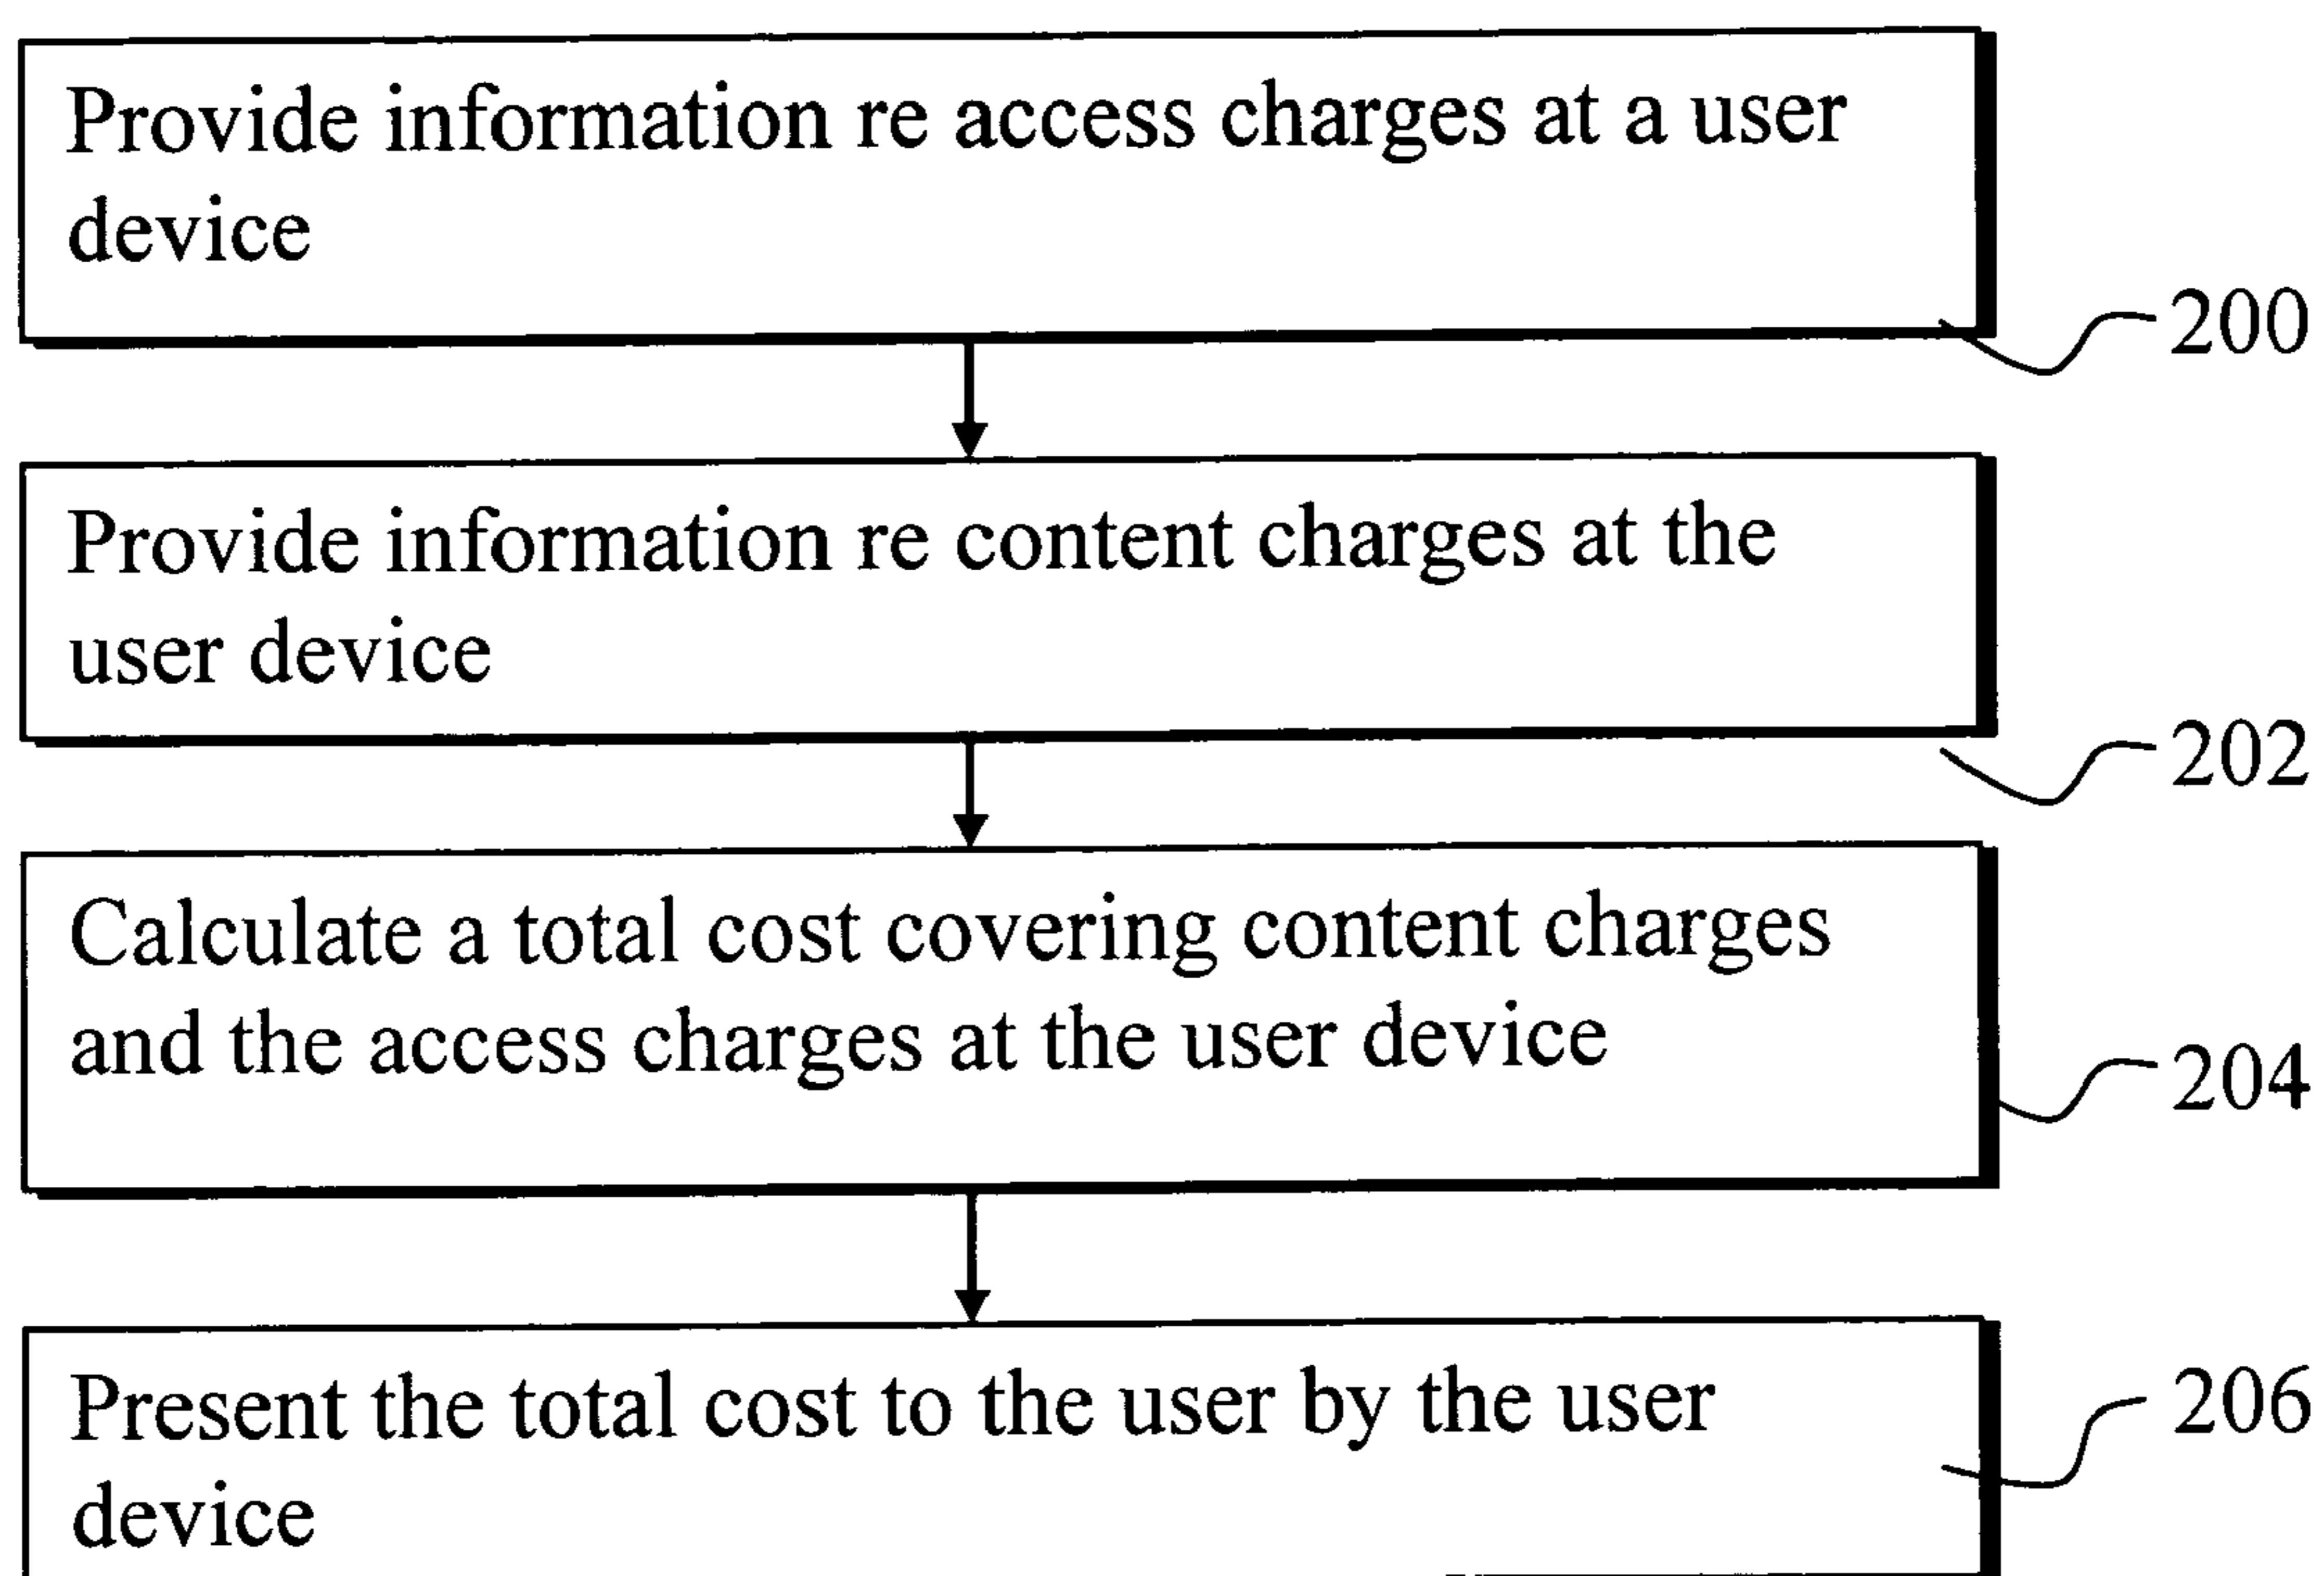 Provide information re access charges at a user
device
200
Provide information re content charges at the
user device
202
Calculate a total cost covering content charges
and the access charges at the user device
204
Present the total cost to the user by the user
device
206